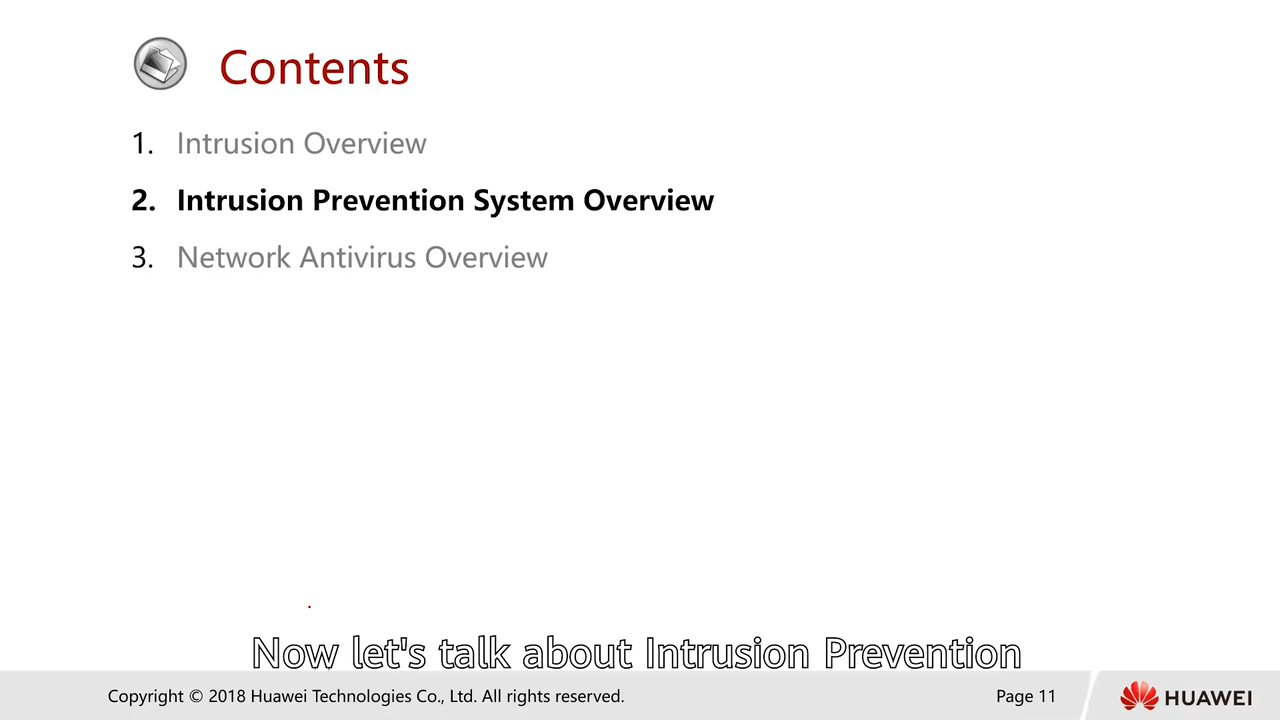 Contents
1. Intrusion Overview
2. Intrusion Prevention System Overview
3. Network Antivirus Overview
Now let's talk about Intrusion Prevention
Copyright © 2018 Huawei Technologies Co., Ltd. All rights reserved.
Page 11
HUAWEI